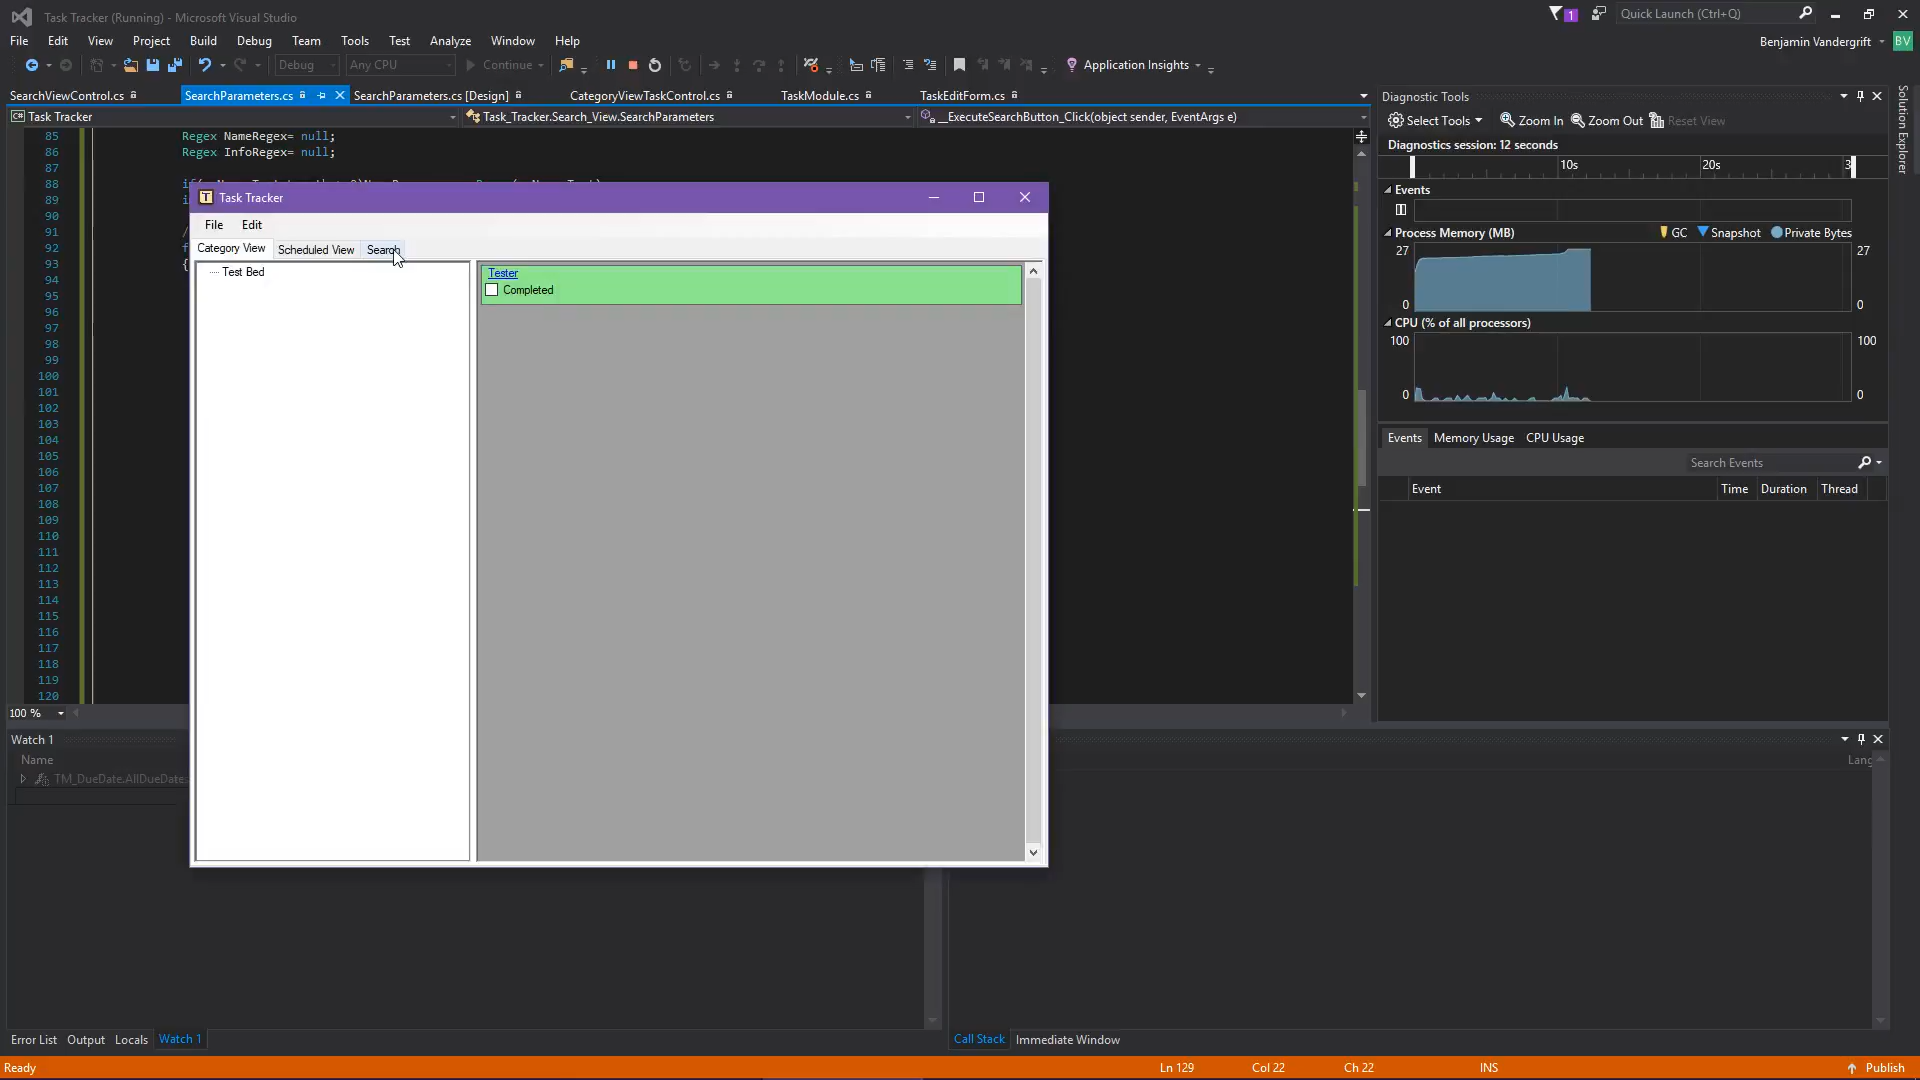 Task Tracker (Running) - Microsoft Visual Studio
1
Quick Launch (Ctrl+Q)
File Edit View Project Build Debug Team Tools Test Analyze Window Help
Benjamin Vandergrift BV
Debug Any CPU Continue Application Insights
SearchViewControl.cs SearchParameters.cs SearchParameters.cs [Design] CategoryViewTaskControl.cs TaskModule.cs TaskEditForm.cs
C# Task Tracker Task_Tracker.Search_View.SearchParameters __ExecuteSearchButton_Click(object sender, EventArgs e)
85 Regex NameRegex= null;
86 Regex InfoRegex= null;
87
88
89
90
91
92
93
94
95
96
97
98
99
100
101
102
103
104
105
106
107
108
109
110
111
112
113
114
115
116
117
118
119
120
T Task Tracker
File Edit
Category View Scheduled View Search
Test Bed
Tester
Completed
Diagnostic Tools
Select Tools Zoom In Zoom Out Reset View
Diagnostics session: 12 seconds
10s 20s 3
Events
Process Memory (MB) GC Snapshot Private Bytes
27 27
0 0
CPU (% of all processors)
100 100
0 0
Events Memory Usage CPU Usage
Search Events
Event Time Duration Thread
Solution Explorer
100 %
Watch 1
Name
TM_DueDate.AllDueDates
Lang
Error List Output Locals Watch 1
Call Stack Immediate Window
Ready Ln 129 Col 22 Ch 22 INS Publish